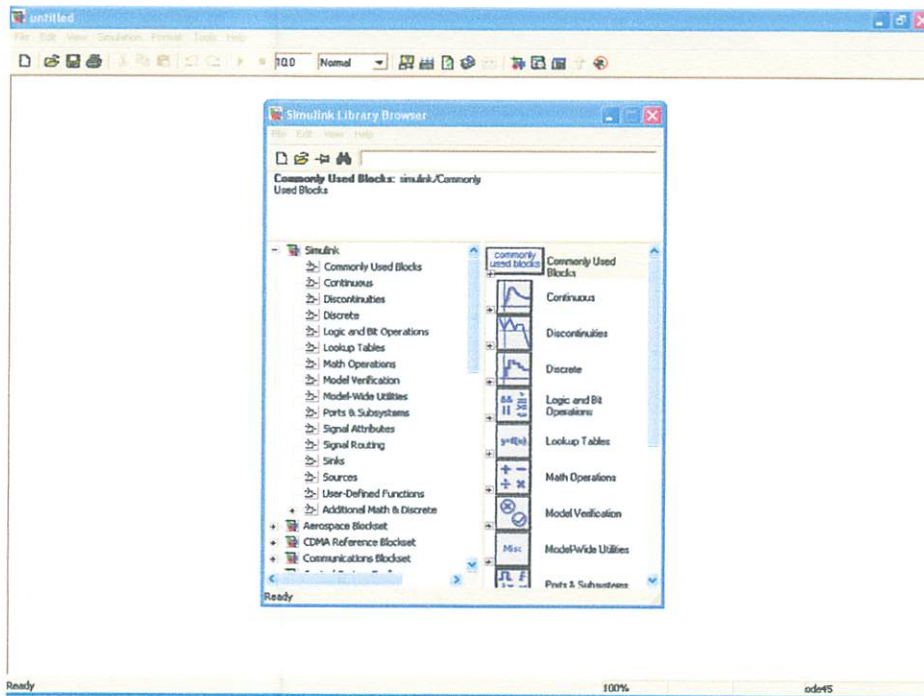 untitled
File Edit View Simulation Format Tools Help
10.0 Normal
Simulink Library Browser
File Edit View Help
Commonly Used Blocks: simulink/Commonly
Used Blocks
Simulink
Commonly Used Blocks
Continuous
Discontinuities
Discrete
Logic and Bit Operations
Lookup Tables
Math Operations
Model Verification
Model-Wide Utilities
Ports & Subsystems
Signal Attributes
Signal Routing
Sinks
Sources
User-Defined Functions
Additional Math & Discrete
Aerospace Blockset
CDMA Reference Blockset
Communications Blockset
commonly
used blocks
Commonly Used
Blocks
Continuous
Discontinuities
Discrete
Logic and Bit
Operations
y=f(x)
Lookup Tables
Math Operations
Model Verification
Misc
Model-Wide Utilities
Ports & Subsystems
Ready
Ready 100% ode45